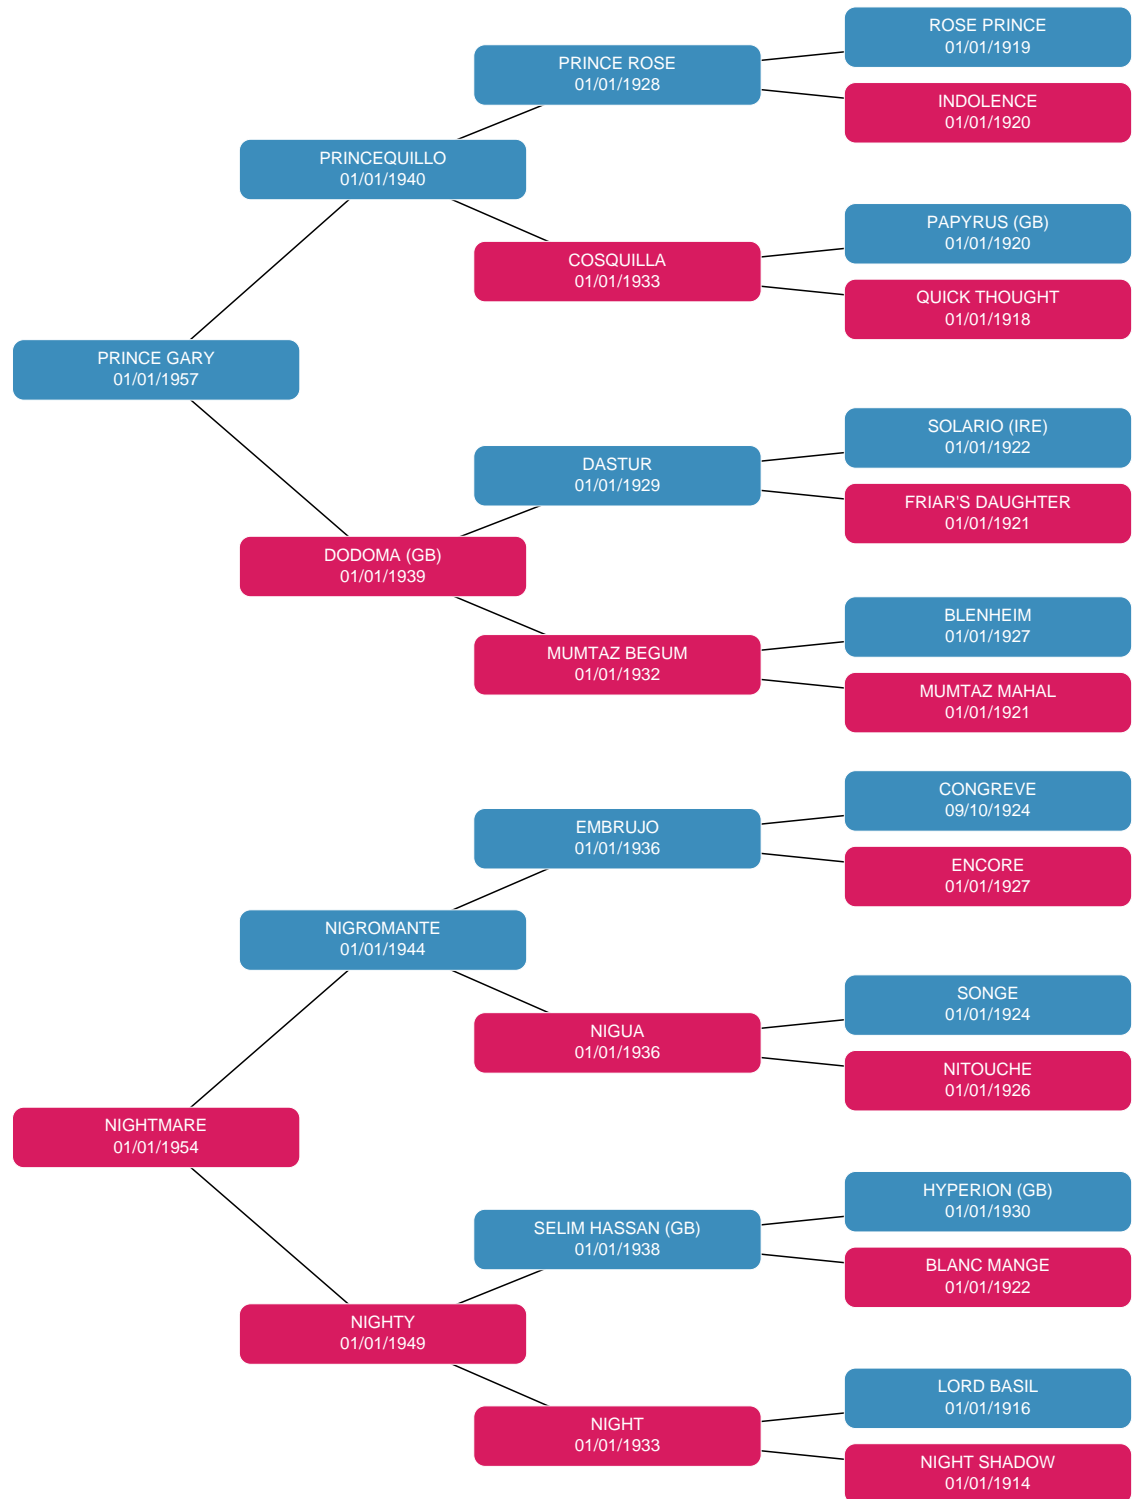 ROSE PRINCE
01/01/1919
PRINCE ROSE
01/01/1928
INDOLENCE
01/01/1920
PRINCEQUILLO
01/01/1940
PAPYRUS (GB)
01/01/1920
COSQUILLA
01/01/1933
QUICK THOUGHT
01/01/1918
PRINCE GARY
01/01/1957
SOLARIO (IRE)
01/01/1922
DASTUR
01/01/1929
FRIAR'S DAUGHTER
01/01/1921
DODOMA (GB)
01/01/1939
BLENHEIM
01/01/1927
MUMTAZ BEGUM
01/01/1932
MUMTAZ MAHAL
01/01/1921
CONGREVE
09/10/1924
EMBRUJO
01/01/1936
ENCORE
01/01/1927
NIGROMANTE
01/01/1944
SONGE
01/01/1924
NIGUA
01/01/1936
NITOUCHE
01/01/1926
NIGHTMARE
01/01/1954
HYPERION (GB)
01/01/1930
SELIM HASSAN (GB)
01/01/1938
BLANC MANGE
01/01/1922
NIGHTY
01/01/1949
LORD BASIL
01/01/1916
NIGHT
01/01/1933
NIGHT SHADOW
01/01/1914